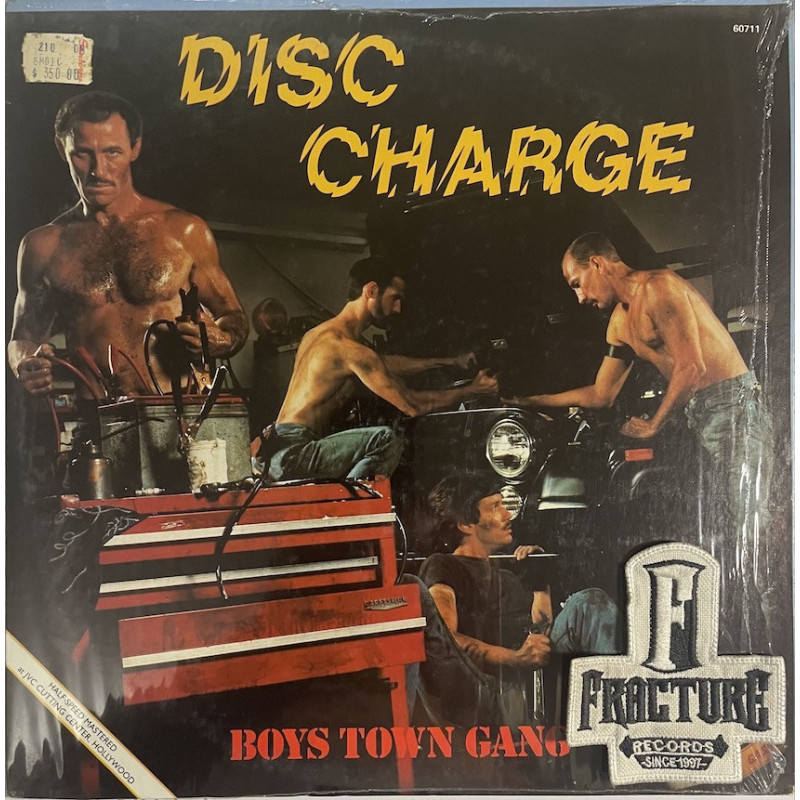 60711
$ 350 00
DISC
CHARGE
CRAFTSMAN
HALF-SPEED MASTERED
at JVC CUTTING CENTER, HOLLYWOOD
BOYS TOWN GANG
F
FRACTURE
RECORDS
-SINCE 1997-